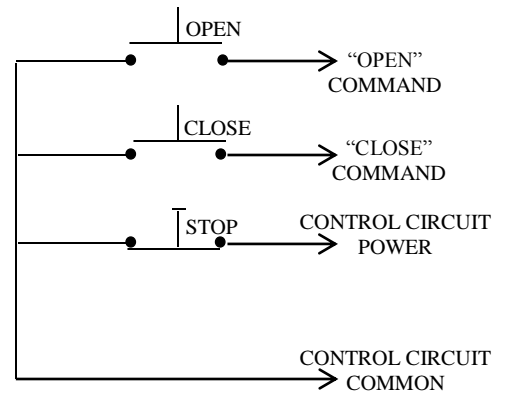 OPEN
“OPEN”
COMMAND
CLOSE
“CLOSE”
COMMAND
STOP
CONTROL CIRCUIT
POWER
CONTROL CIRCUIT
COMMON